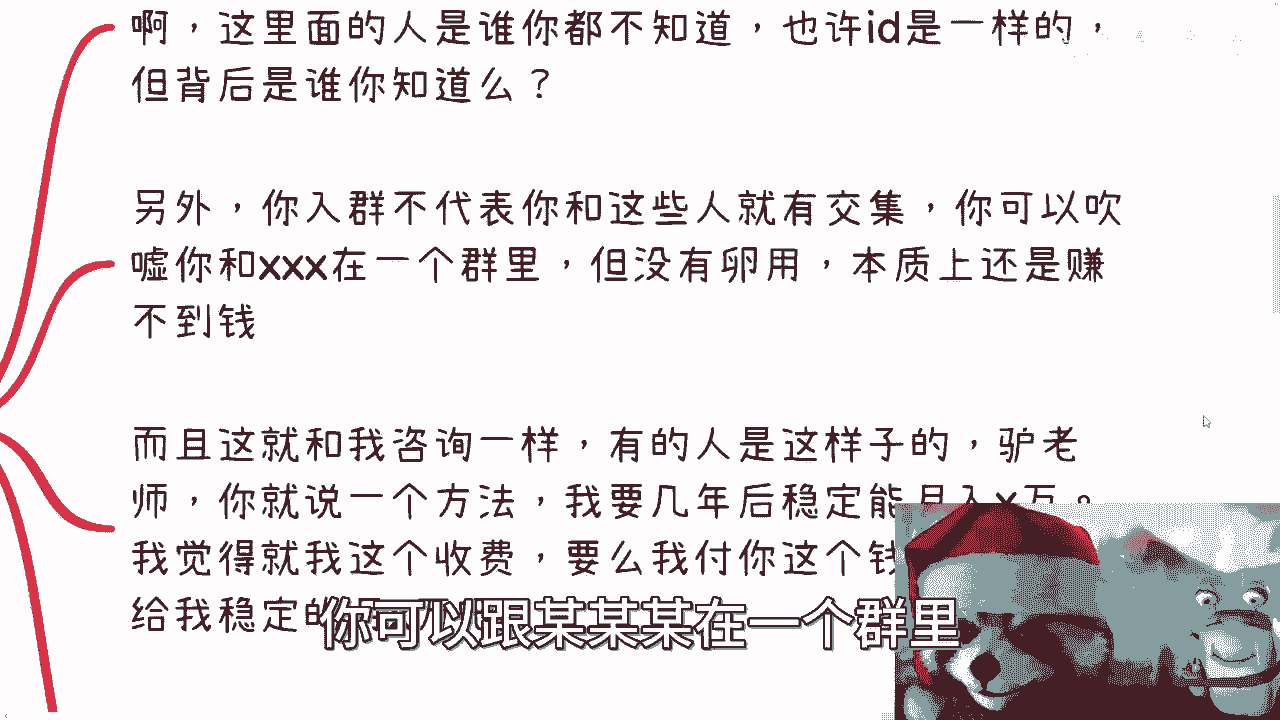 啊，这里面的人是谁你都不知道，也许id是一样的，
但背后是谁你知道么？
另外，你入群不代表你和这些人就有交集，你可以吹
嘘你和xxx在一个群里，但没有卵用，本质上还是赚
不到钱
而且这就和我咨询一样，有的人是这样子的，驴老
师，你就说一个方法，我要几年后稳定能月入x万。
我觉得就我这个收费，要么我付你这个钱
给我稳定的
你可以跟某某某在一个群里